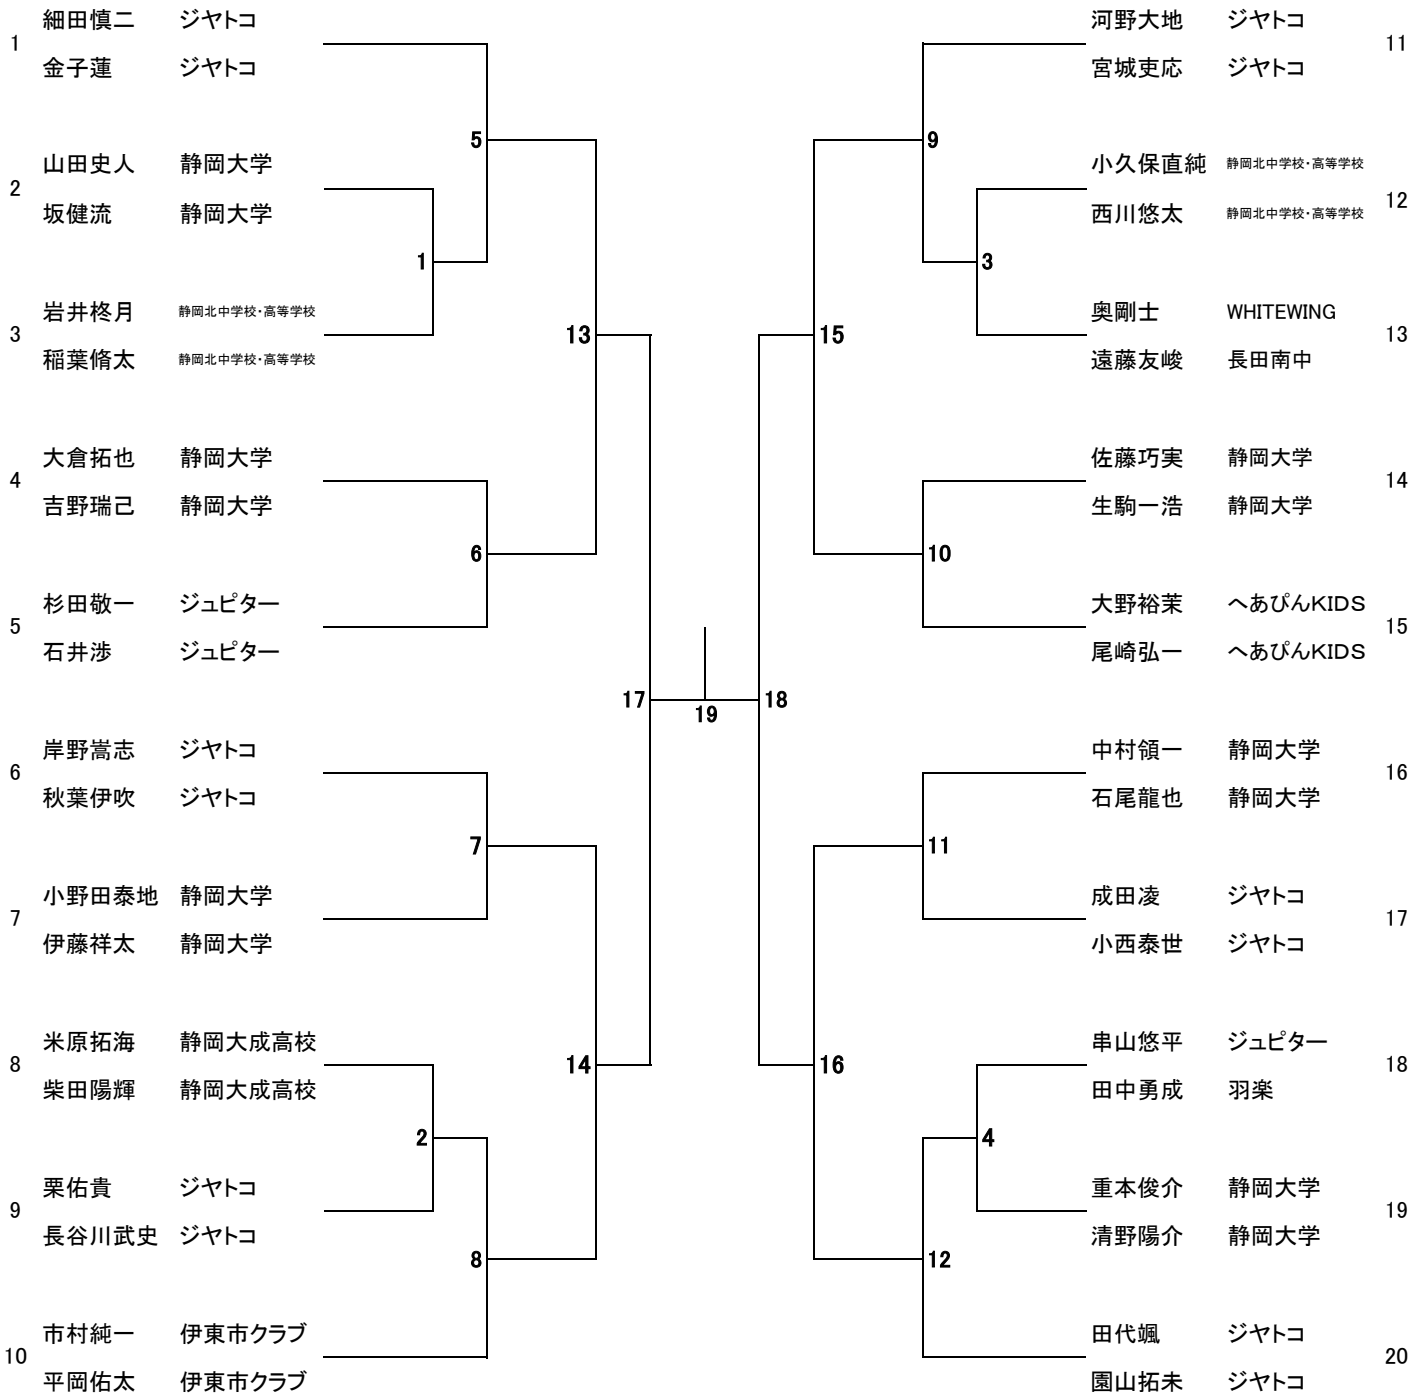 細田慎二 ジヤトコ
1
金子蓮 ジヤトコ
5
山田史人 静岡大学
2
坂健流 静岡大学
1
岩井柊月 静岡北中学校・高等学校
3
稲葉脩太 静岡北中学校・高等学校
13
大倉拓也 静岡大学
4
吉野瑞己 静岡大学
6
杉田敬一 ジュピター
5
石井渉 ジュピター
17
岸野嵩志 ジヤトコ
6
秋葉伊吹 ジヤトコ
7
小野田泰地 静岡大学
7
伊藤祥太 静岡大学
米原拓海 静岡大成高校
8
柴田陽輝 静岡大成高校
14
2
栗佑貴 ジヤトコ
9
長谷川武史 ジヤトコ
8
市村純一 伊東市クラブ
10
平岡佑太 伊東市クラブ
19
河野大地 ジヤトコ
11
宮城吏応 ジヤトコ
9
小久保直純 静岡北中学校・高等学校
12
西川悠太 静岡北中学校・高等学校
3
奥剛士 WHITEWING
13
遠藤友峻 長田南中
15
佐藤巧実 静岡大学
14
生駒一浩 静岡大学
10
大野裕茉 へあぴんKIDS
15
尾崎弘一 へあぴんKIDS
18
中村領一 静岡大学
16
石尾龍也 静岡大学
11
成田凌 ジヤトコ
17
小西泰世 ジヤトコ
串山悠平 ジュピター
18
田中勇成 羽楽
16
4
重本俊介 静岡大学
19
清野陽介 静岡大学
12
田代颯 ジヤトコ
20
園山拓未 ジヤトコ